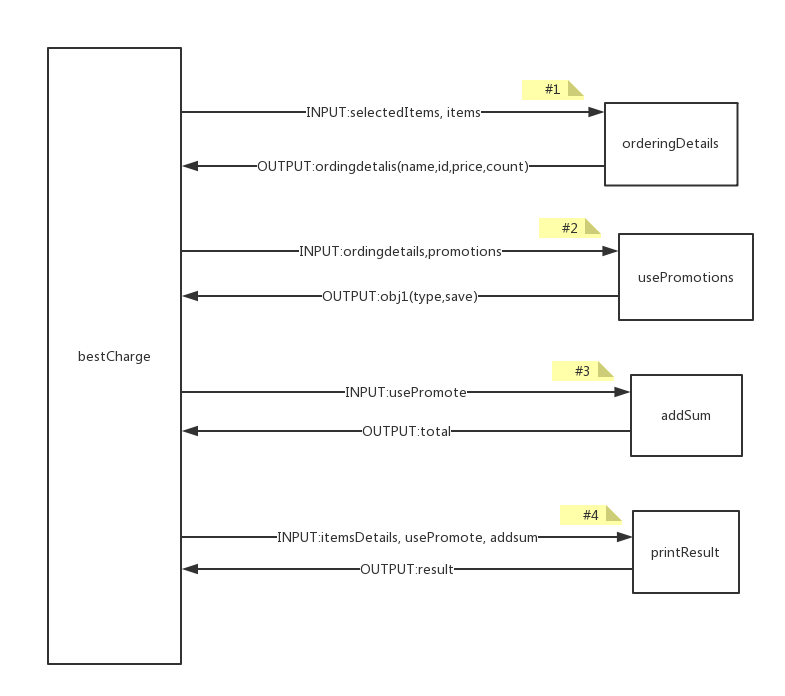 #1
INPUT:selectedItems, items
orderingDetails
OUTPUT:ordingdetalis(name,id,price,count)
#2
INPUT:ordingdetails,promotions
usePromotions
OUTPUT:obj1(type,save)
bestCharge
#3
INPUT:usePromote
addSum
OUTPUT:total
#4
INPUT:itemsDetails, usePromote, addsum
printResult
OUTPUT:result